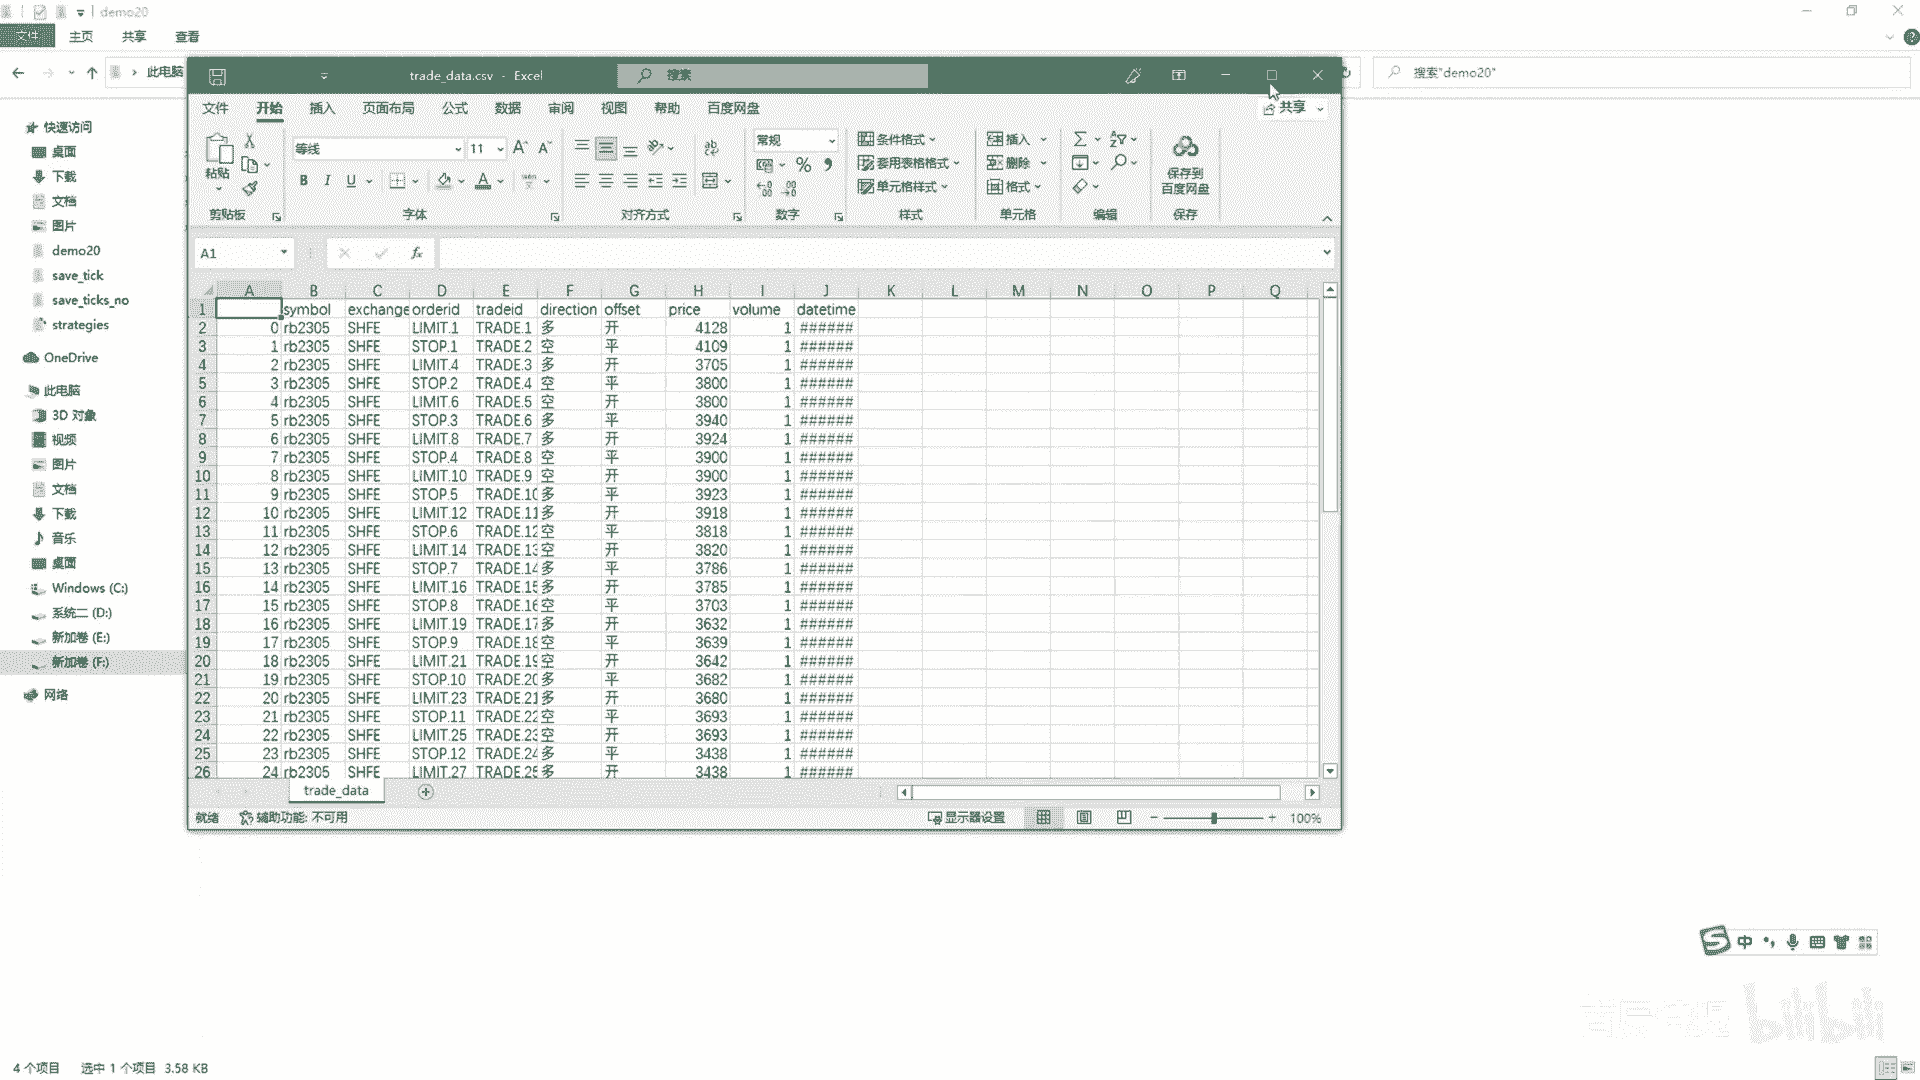 demo20
文件 主页 共享 查看
此电脑
搜索"demo20"
trade_data.csv - Excel
搜索
文件 开始 插入 页面布局 公式 数据 审阅 视图 帮助 百度网盘
共享
粘贴
剪贴板
等线 11
B I U
字体
对齐方式
常规
数字
条件格式
套用表格格式
单元格样式
样式
插入
删除
格式
单元格
编辑
保存到
百度网盘
保存
快速访问
桌面
下载
文档
图片
demo20
save_tick
save_ticks_no
strategies
OneDrive
此电脑
3D 对象
视频
图片
文档
下载
音乐
桌面
Windows (C:)
系统二 (D:)
新加卷 (E:)
新加卷 (F:)
网络
A1 fx
A B C D E F G H I J K L M N O P Q
1 symbol exchange orderid tradeid direction offset price volume datetime
2 0 rb2305 SHFE LIMIT.1 TRADE.1 多 开 4128 1 ######
3 1 rb2305 SHFE STOP.1 TRADE.2 空 平 4109 1 ######
4 2 rb2305 SHFE LIMIT.4 TRADE.3 多 开 3705 1 ######
5 3 rb2305 SHFE STOP.2 TRADE.4 空 平 3800 1 ######
6 4 rb2305 SHFE LIMIT.6 TRADE.5 空 开 3800 1 ######
7 5 rb2305 SHFE STOP.3 TRADE.6 多 平 3940 1 ######
8 6 rb2305 SHFE LIMIT.8 TRADE.7 多 开 3924 1 ######
9 7 rb2305 SHFE STOP.4 TRADE.8 空 平 3900 1 ######
10 8 rb2305 SHFE LIMIT.10 TRADE.9 空 开 3900 1 ######
11 9 rb2305 SHFE STOP.5 TRADE.10 多 平 3923 1 ######
12 10 rb2305 SHFE LIMIT.12 TRADE.11 多 开 3918 1 ######
13 11 rb2305 SHFE STOP.6 TRADE.12 空 平 3818 1 ######
14 12 rb2305 SHFE LIMIT.14 TRADE.13 空 开 3820 1 ######
15 13 rb2305 SHFE STOP.7 TRADE.14 多 平 3786 1 ######
16 14 rb2305 SHFE LIMIT.16 TRADE.15 多 开 3785 1 ######
17 15 rb2305 SHFE STOP.8 TRADE.16 空 平 3703 1 ######
18 16 rb2305 SHFE LIMIT.19 TRADE.17 多 开 3632 1 ######
19 17 rb2305 SHFE STOP.9 TRADE.18 空 平 3639 1 ######
20 18 rb2305 SHFE LIMIT.21 TRADE.19 空 开 3642 1 ######
21 19 rb2305 SHFE STOP.10 TRADE.20 多 平 3682 1 ######
22 20 rb2305 SHFE LIMIT.23 TRADE.21 多 开 3680 1 ######
23 21 rb2305 SHFE STOP.11 TRADE.22 空 平 3693 1 ######
24 22 rb2305 SHFE LIMIT.25 TRADE.23 空 开 3693 1 ######
25 23 rb2305 SHFE STOP.12 TRADE.24 多 平 3438 1 ######
26 24 rb2305 SHFE LIMIT.27 TRADE.25 多 开 3438 1 ######
trade_data
就绪 辅助功能: 不可用 显示器设置 100%
中
bilibili
4 个项目 选中 1 个项目 3.58 KB